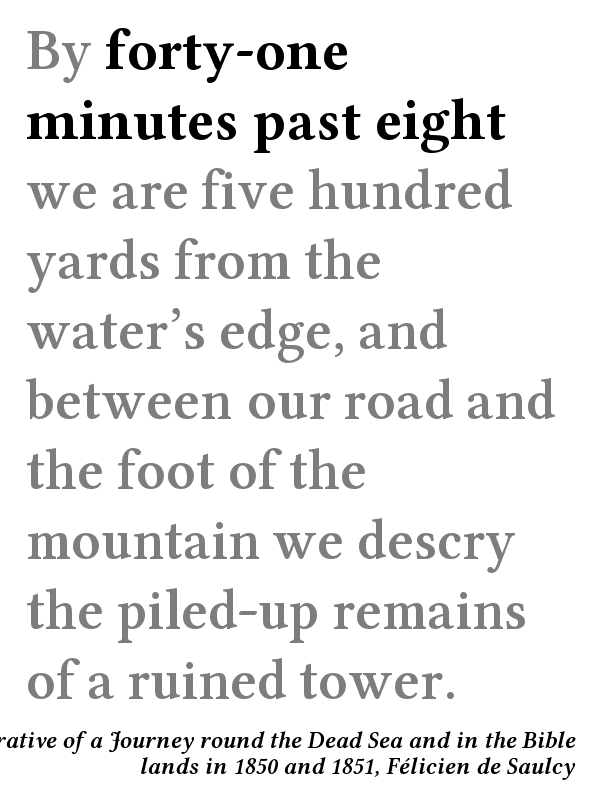 By forty-one
minutes past eight
we are five hundred
yards from the
water’s edge, and
between our road and
the foot of the
mountain we descry
the piled-up remains
of a ruined tower.
rative of a Journey round the Dead Sea and in the Bible
lands in 1850 and 1851, Félicien de Saulcy